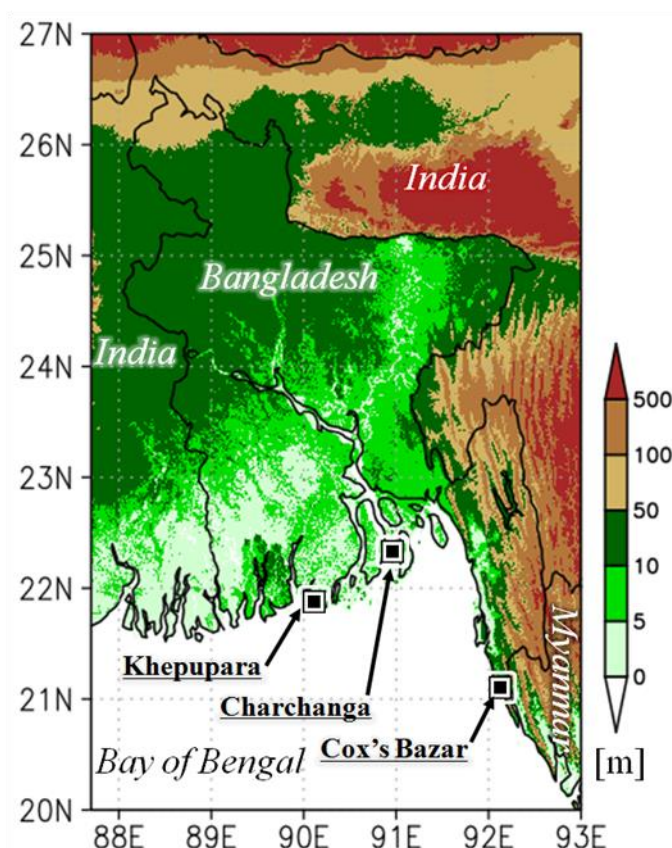 27N
26N
25N
24N
23N
22N
21N
20N
88E 89E 90E 91E 92E 93E
India
Bangladesh
India
Myanmar
Khepupara
Charchanga
Cox's Bazar
Bay of Bengal
500
100
50
10
5
0
[m]